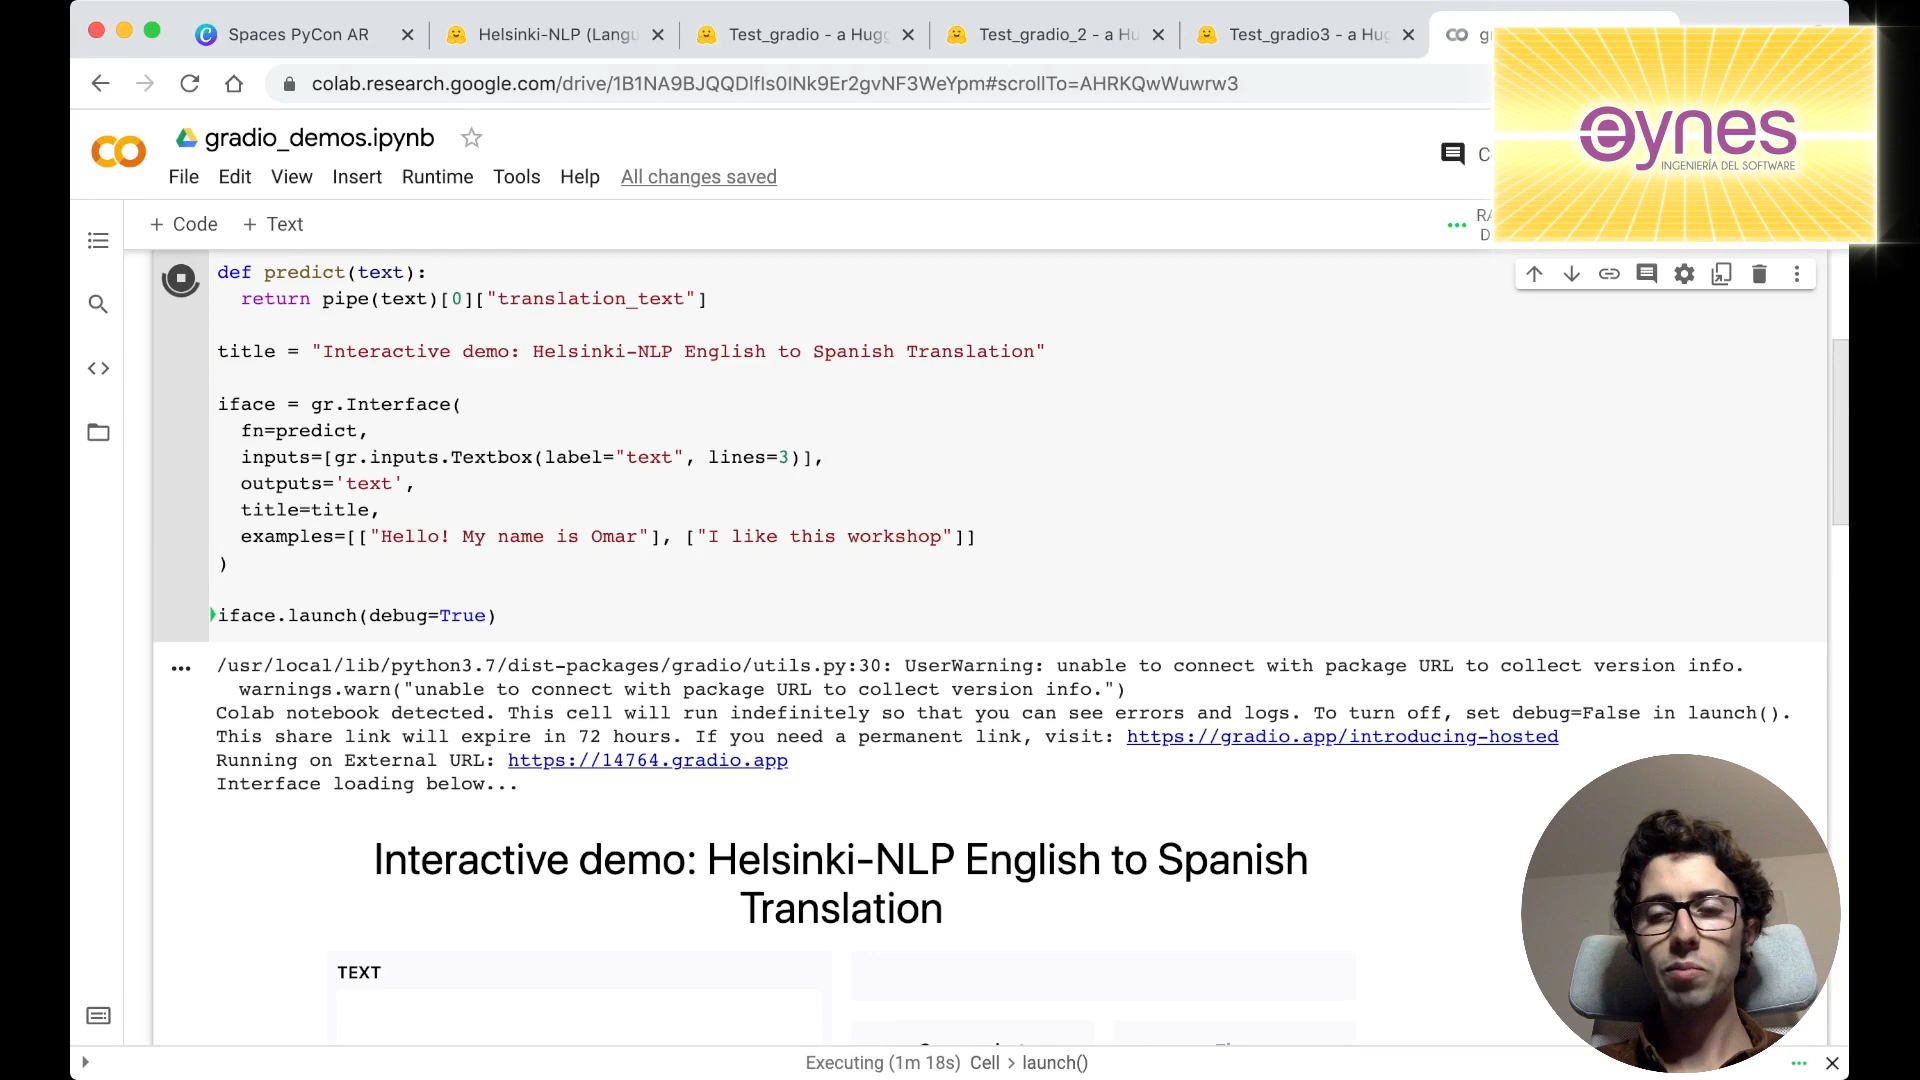 Spaces PyCon AR
Helsinki-NLP (Langu
Test_gradio - a Hugg
Test_gradio_2 - a Hu
Test_gradio3 - a Hug
colab.research.google.com/drive/1B1NA9BJQQDlfIs0lNk9Er2gvNF3WeYpm#scrollTo=AHRKQwWuwrw3
eynes
INGENIERÍA DEL SOFTWARE
gradio_demos.ipynb
File Edit View Insert Runtime Tools Help All changes saved
+ Code + Text
def predict(text):
return pipe(text)[0]["translation_text"]
title = "Interactive demo: Helsinki-NLP English to Spanish Translation"
iface = gr.Interface(
fn=predict,
inputs=[gr.inputs.Textbox(label="text", lines=3)],
outputs='text',
title=title,
examples=[["Hello! My name is Omar"], ["I like this workshop"]]
)
iface.launch(debug=True)
/usr/local/lib/python3.7/dist-packages/gradio/utils.py:30: UserWarning: unable to connect with package URL to collect version info.
warnings.warn("unable to connect with package URL to collect version info.")
Colab notebook detected. This cell will run indefinitely so that you can see errors and logs. To turn off, set debug=False in launch().
This share link will expire in 72 hours. If you need a permanent link, visit: https://gradio.app/introducing-hosted
Running on External URL: https://14764.gradio.app
Interface loading below...
Interactive demo: Helsinki-NLP English to Spanish
Translation
TEXT
Executing (1m 18s) Cell > launch()